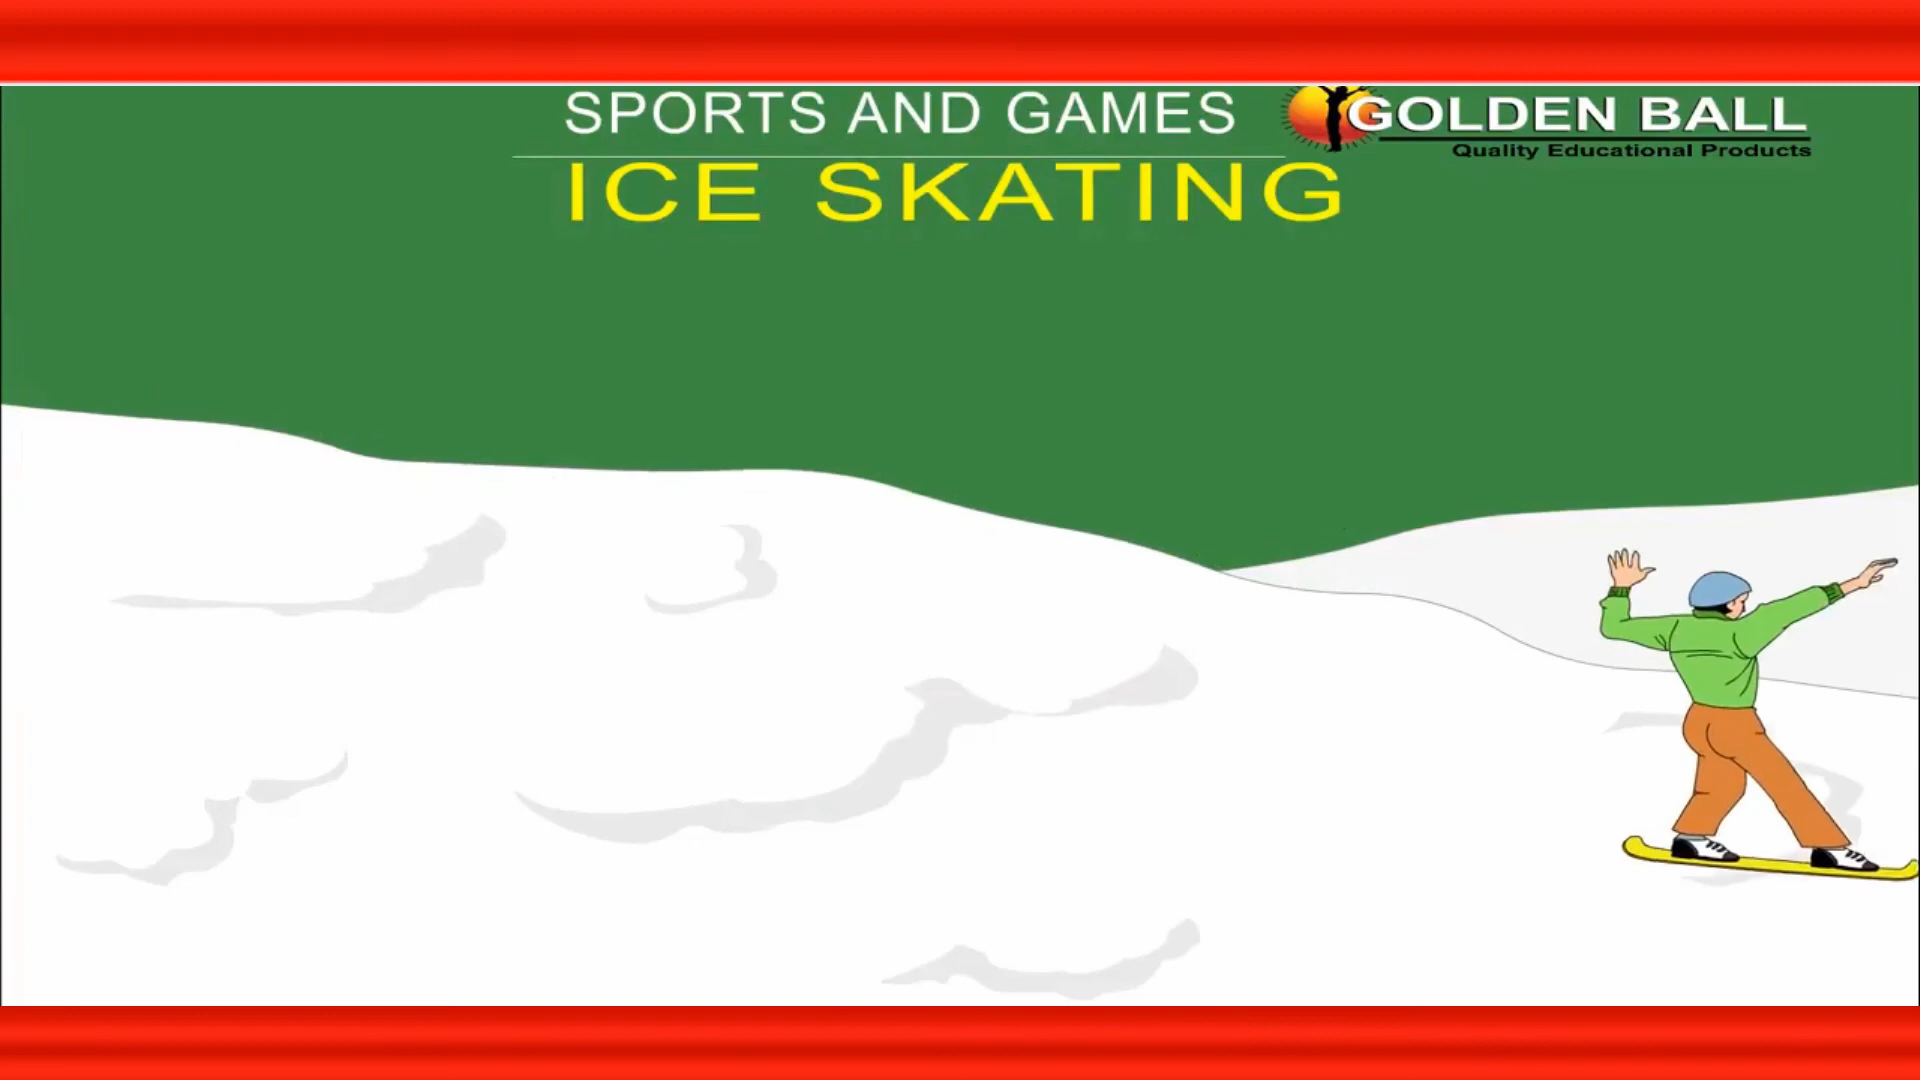 SPORTS AND GAMES
GOLDEN BALL
Quality Educational Products
ICE SKATING